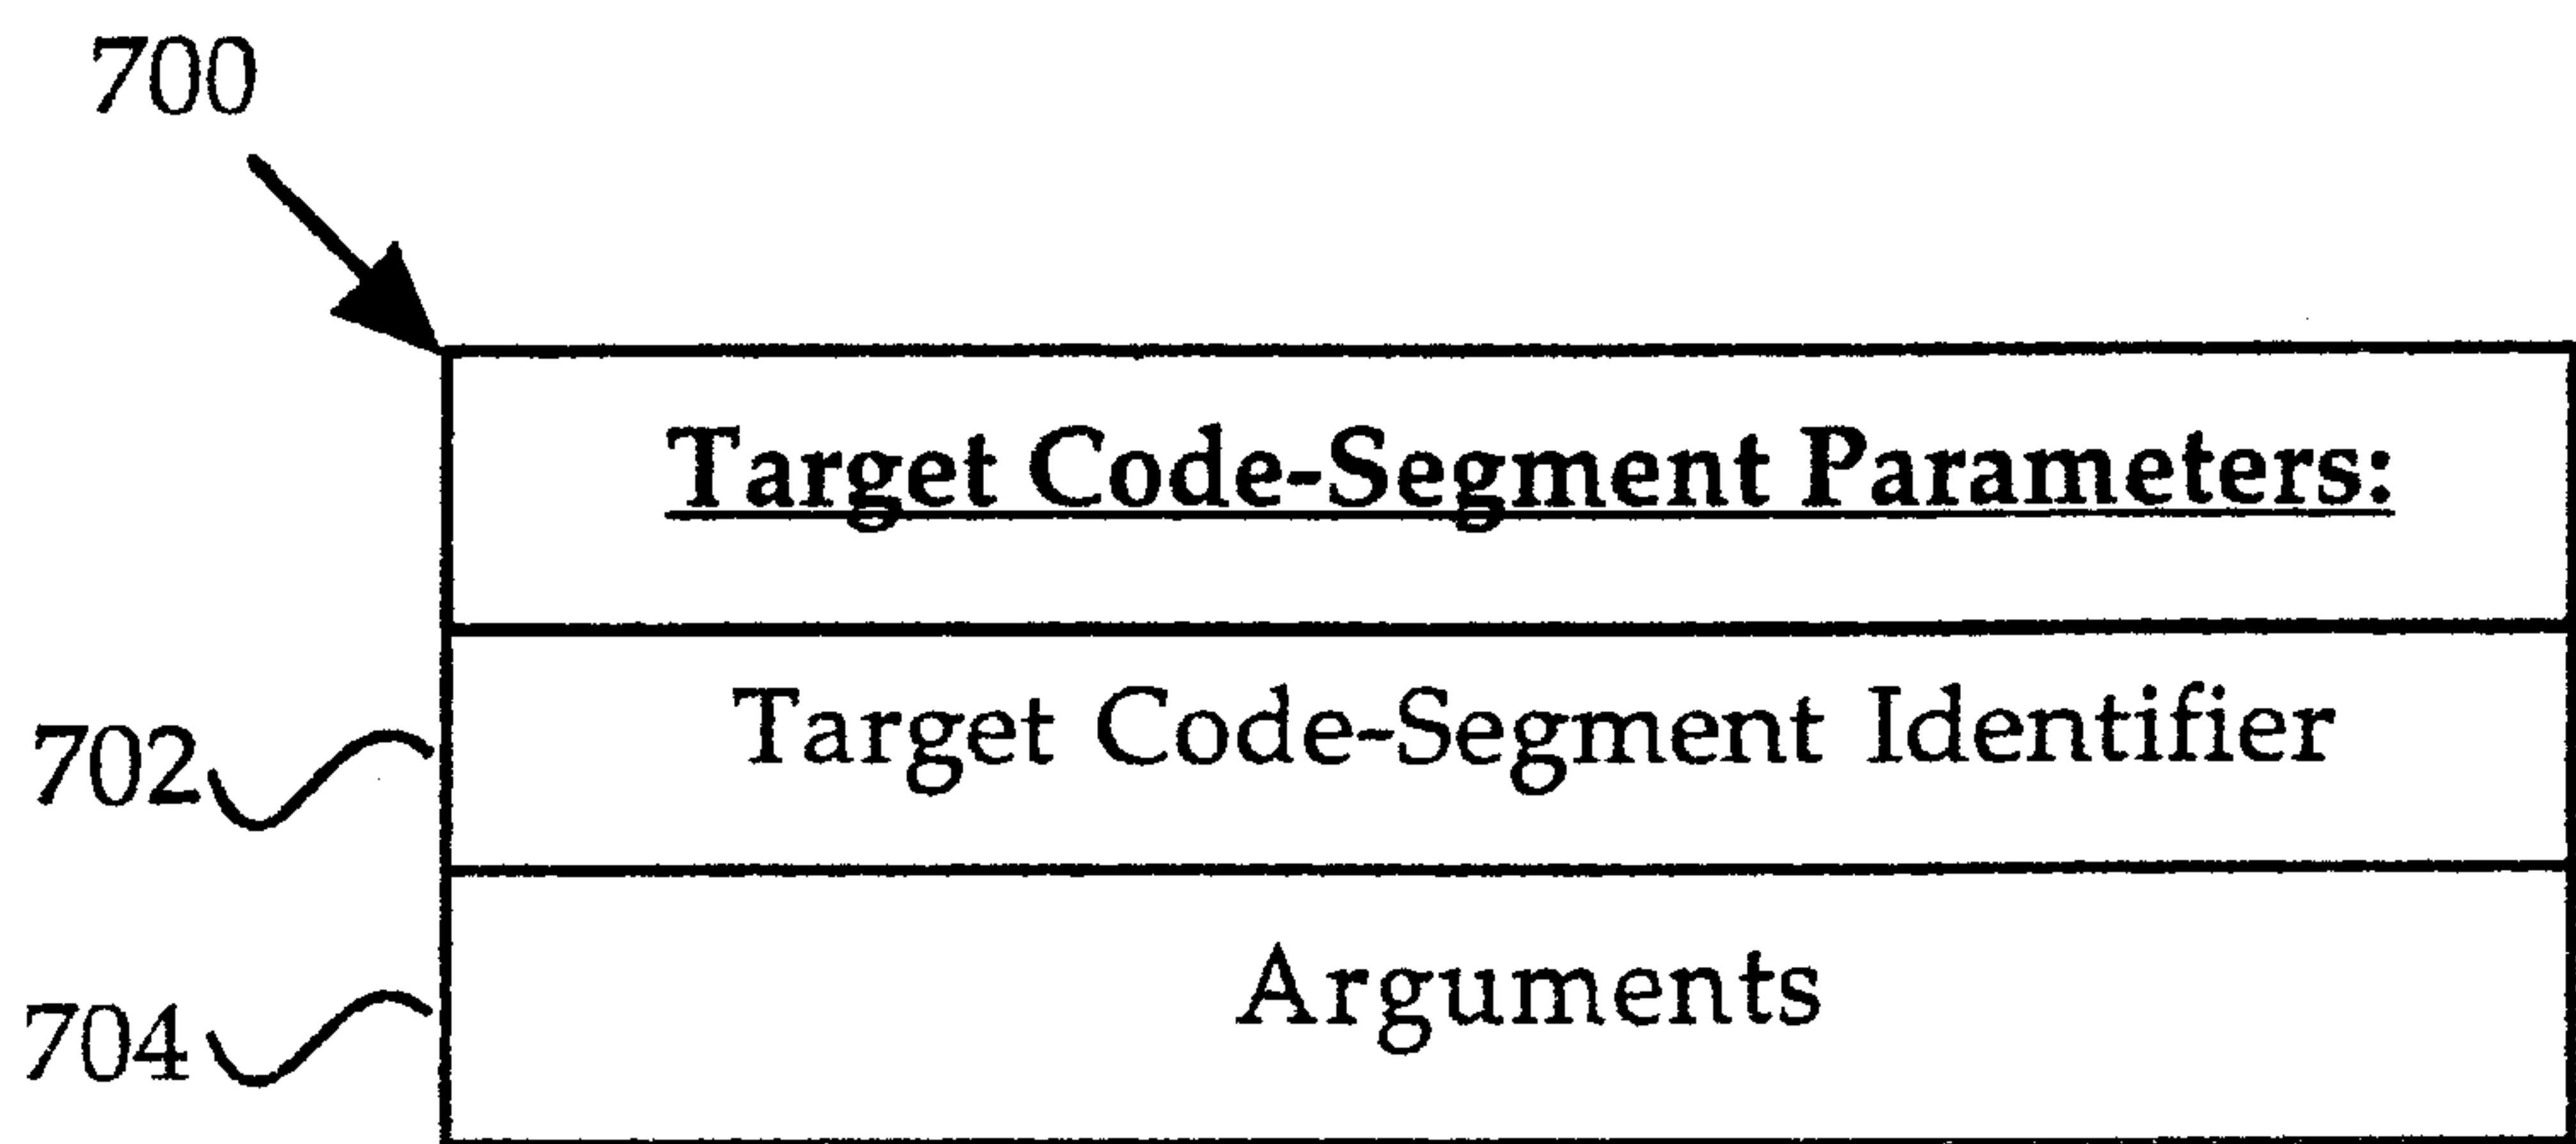 700
Target Code-Segment Parameters:
702 Target Code-Segment Identifier
704 Arguments